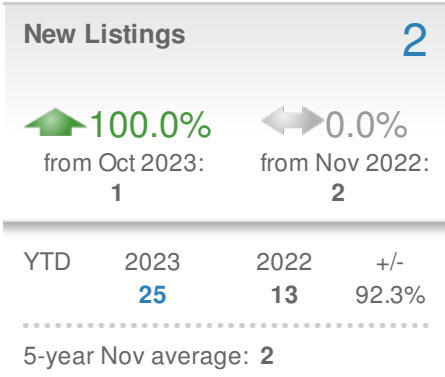 New Listings 2
100.0% 0.0%
from Oct 2023: from Nov 2022:
1 2
YTD 2023 2022 +/-
25 13 92.3%
5-year Nov average: 2